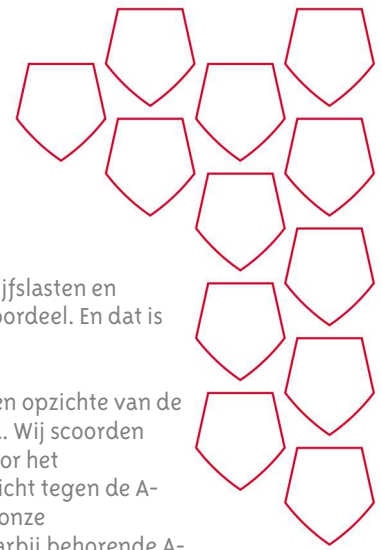 jfslasten en
oordeel. En dat is
en opzichte van de
. Wij scoorden
or het
icht tegen de A-
onze
arbij behorende A-